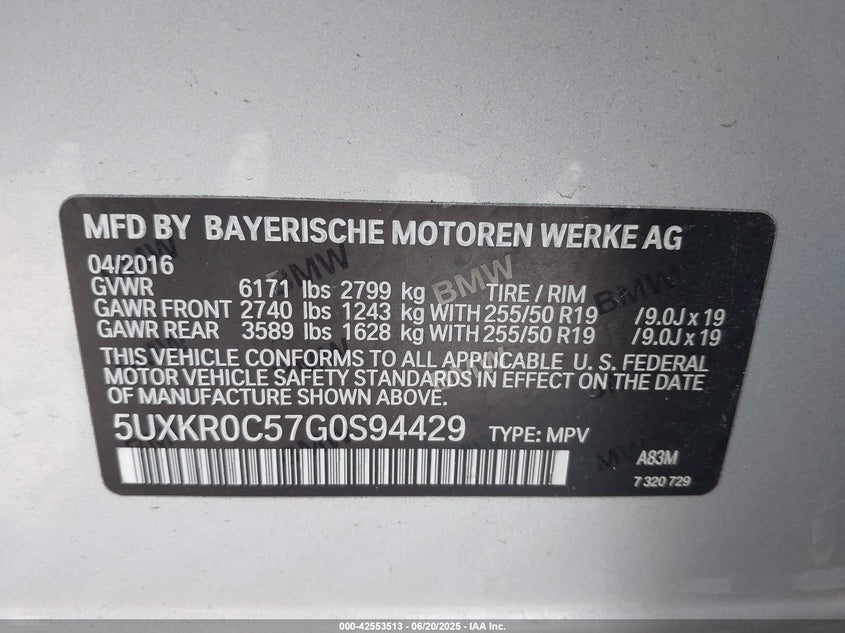 MFD BY BAYERISCHE MOTOREN WERKE AG
04/2016
GVWR 6171 lbs 2799 kg TIRE / RIM
GAWR FRONT 2740 lbs 1243 kg WITH 255/50 R19 /9.0J x 19
GAWR REAR 3589 lbs 1628 kg WITH 255/50 R19 /9.0J x 19
THIS VEHICLE CONFORMS TO ALL APPLICABLE U. S. FEDERAL
MOTOR VEHICLE SAFETY STANDARDS IN EFFECT ON THE DATE
OF MANUFACTURE SHOWN ABOVE.
5UXKR0C57G0S94429 TYPE: MPV A83M
7 320 729
000-42553513 - 06/20/2025 - IAA Inc.